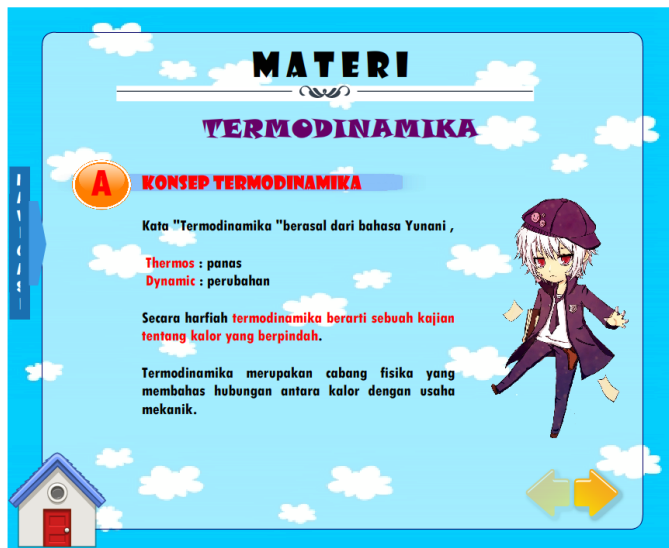 MATERI
TERMODINAMIKA
A
KONSEP TERMODINAMIKA
Kata "Termodinamika "berasal dari bahasa Yunani ,
Thermos : panas
Dynamic : perubahan
Secara harfiah termodinamika berarti sebuah kajian
tentang kalor yang berpindah.
Termodinamika merupakan cabang fisika yang
membahas hubungan antara kalor dengan usaha
mekanik.